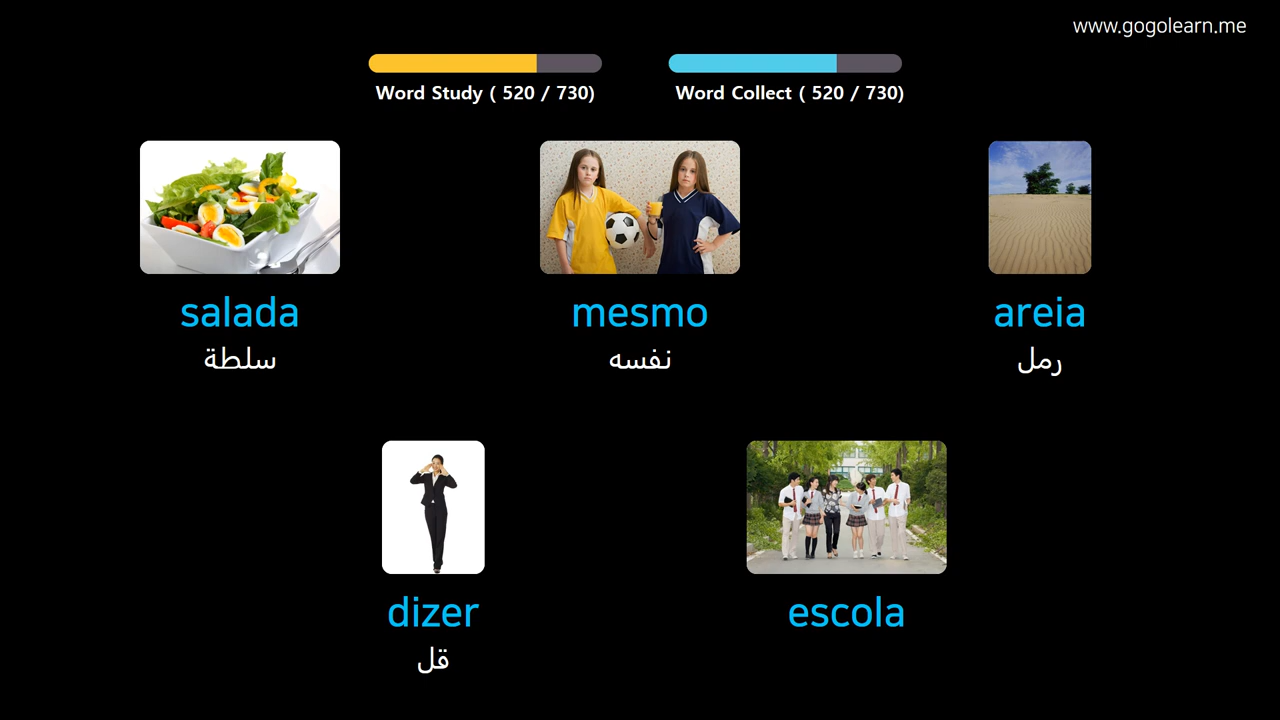 www.gogolearn.me
Word Study ( 520 / 730)
Word Collect ( 520 / 730)
salada
سلطة
mesmo
نفسه
areia
رمل
dizer
قل
escola